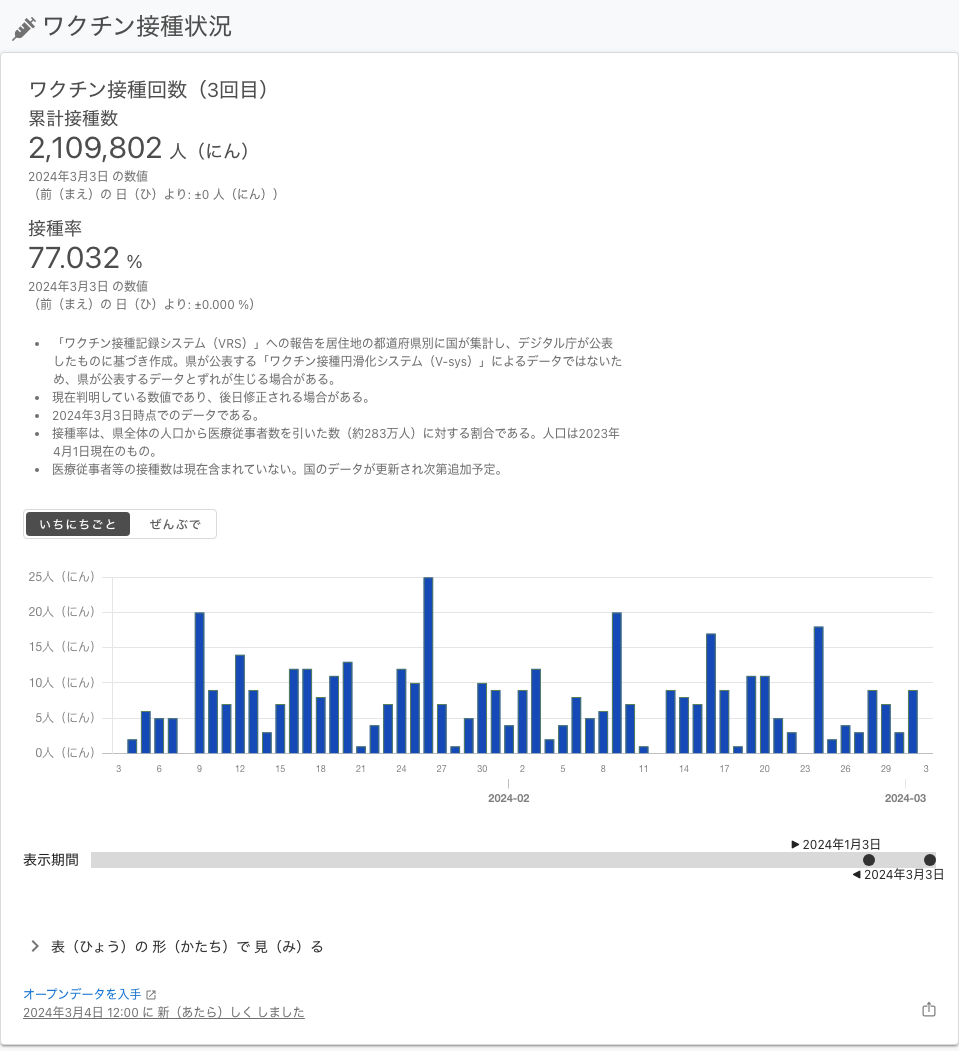 ワクチン接種状況
ワクチン接種回数（3回目）
累計接種数
2,109,802 人（にん）
2024年3月3日 の数値
（前（まえ）の 日（ひ）より: ±0 人（にん））
接種率
77.032 %
2024年3月3日 の数値
（前（まえ）の 日（ひ）より: ±0.000 %）
• 「ワクチン接種記録システム（VRS）」への報告を居住地の都道府県別に国が集計し、デジタル庁が公表
したものに基づき作成。県が公表する「ワクチン接種円滑化システム（V-sys）」によるデータではないた
め、県が公表するデータとずれが生じる場合がある。
• 現在判明している数値であり、後日修正される場合がある。
• 2024年3月3日時点でのデータである。
• 接種率は、県全体の人口から医療従事者数を引いた数（約283万人）に対する割合である。人口は2023年
4月1日現在のもの。
• 医療従事者等の接種数は現在含まれていない。国のデータが更新され次第追加予定。
いちにちごと ぜんぶで
25人（にん）
20人（にん）
15人（にん）
10人（にん）
5人（にん）
0人（にん）
3 6 9 12 15 18 21 24 27 30 2 5 8 11 14 17 20 23 26 29 3
2024-02 2024-03
▶ 2024年1月3日
表示期間
◀ 2024年3月3日
表（ひょう）の 形（かたち）で 見（み）る
オープンデータを入手
2024年3月4日 12:00 に 新（あたら）しく しました